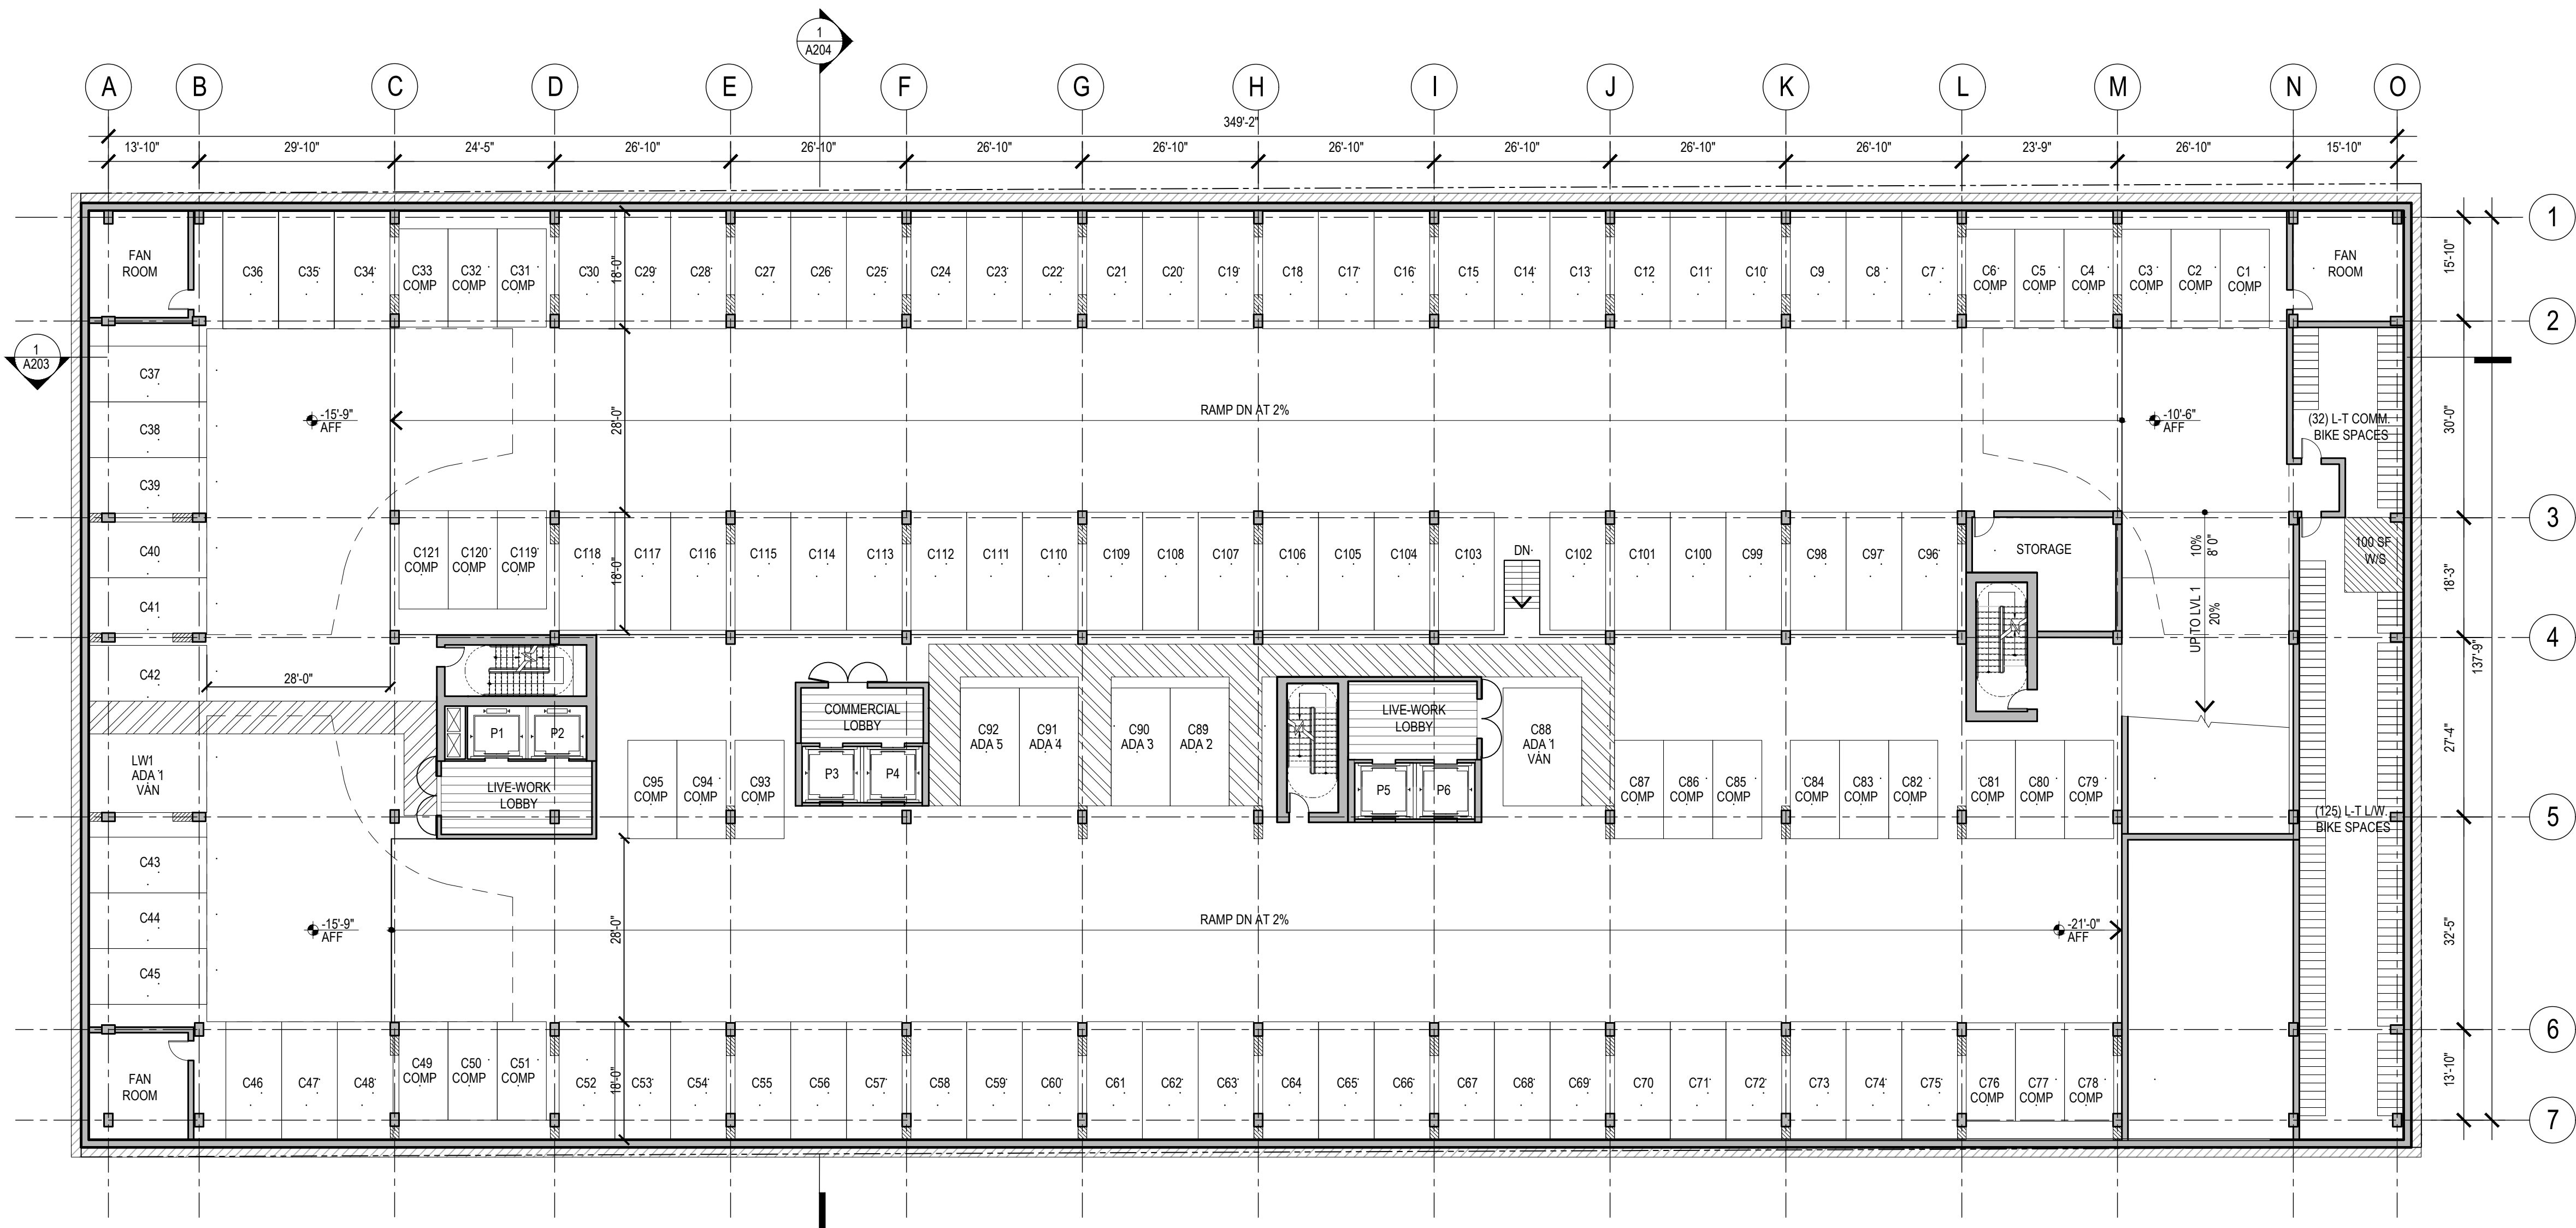 1
A204
A
B
C
D
E
F
G
H
I
J
K
L
M
N
O
349'-2"
13'-10"
29'-10"
24'-5"
26'-10"
26'-10"
26'-10"
26'-10"
26'-10"
26'-10"
26'-10"
26'-10"
23'-9"
26'-10"
15'-10"
1
15'-10"
FAN
ROOM
C36
C35
C34
C33
COMP
C32
COMP
C31
COMP
C30
18'-0"
C29
C28
C27
C26
C25
C24
C23
C22
C21
C20
C19
C18
C17
C16
C15
C14
C13
C12
C11
C10
C9
C8
C7
C6
COMP
C5
COMP
C4
COMP
C3
COMP
C2
COMP
C1
COMP
FAN
ROOM
2
1
A203
C37
C38
C39
-15'-9"
AFF
28'-0"
RAMP DN AT 2%
-10'-6"
AFF
(32) L-T COMM.
BIKE SPACES
30'-0"
3
C40
C41
C42
C121
COMP
C120
COMP
C119
COMP
C118
18'-0"
C117
C116
C115
C114
C113
C112
C111
C110
C109
C108
C107
C106
C105
C104
C103
DN
C102
C101
C100
C99
C98
C97
C96
STORAGE
10%
8' 0"
UP TO LVL 1
20%
100 SF
W/S
18'-3"
4
137'-9"
28'-0"
LW1
ADA 1
VAN
P1
P2
LIVE-WORK
LOBBY
C95
COMP
C94
COMP
C93
COMP
COMMERCIAL
LOBBY
P3
P4
C92
ADA 5
C91
ADA 4
C90
ADA 3
C89
ADA 2
LIVE-WORK
LOBBY
P5
P6
C88
ADA 1
VAN
C87
COMP
C86
COMP
C85
COMP
C84
COMP
C83
COMP
C82
COMP
C81
COMP
C80
COMP
C79
COMP
27'-4"
(125) L-T L/W.
BIKE SPACES
5
C43
C44
C45
-15'-9"
AFF
28'-0"
RAMP DN AT 2%
-21'-0"
AFF
32'-5"
6
FAN
ROOM
C46
C47
C48
C49
COMP
C50
COMP
C51
COMP
C52
18'-0"
C53
C54
C55
C56
C57
C58
C59
C60
C61
C62
C63
C64
C65
C66
C67
C68
C69
C70
C71
C72
C73
C74
C75
C76
COMP
C77
COMP
C78
COMP
13'-10"
7